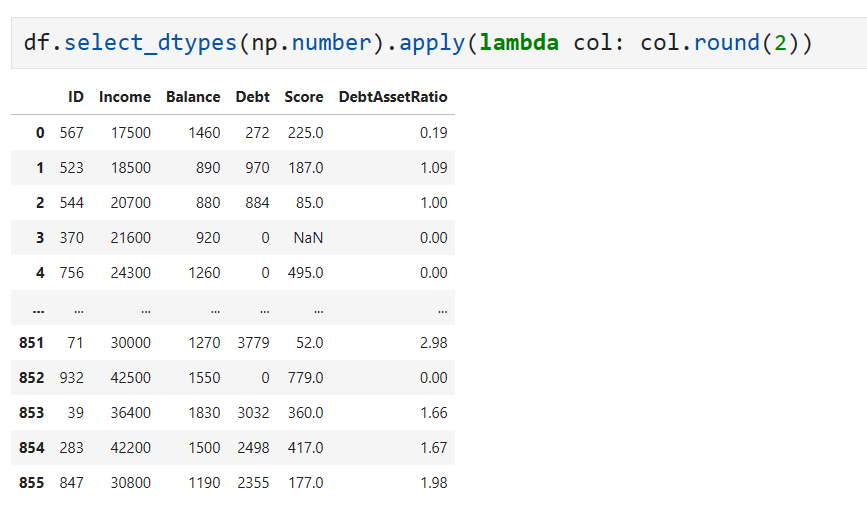 df.select_dtypes(np.number).apply(lambda col: col.round(2))
ID Income Balance Debt Score DebtAssetRatio
0 567 17500 1460 272 225.0 0.19
1 523 18500 890 970 187.0 1.09
2 544 20700 880 884 85.0 1.00
3 370 21600 920 0 NaN 0.00
4 756 24300 1260 0 495.0 0.00
... ... ... ... ... ... ...
851 71 30000 1270 3779 52.0 2.98
852 932 42500 1550 0 779.0 0.00
853 39 36400 1830 3032 360.0 1.66
854 283 42200 1500 2498 417.0 1.67
855 847 30800 1190 2355 177.0 1.98